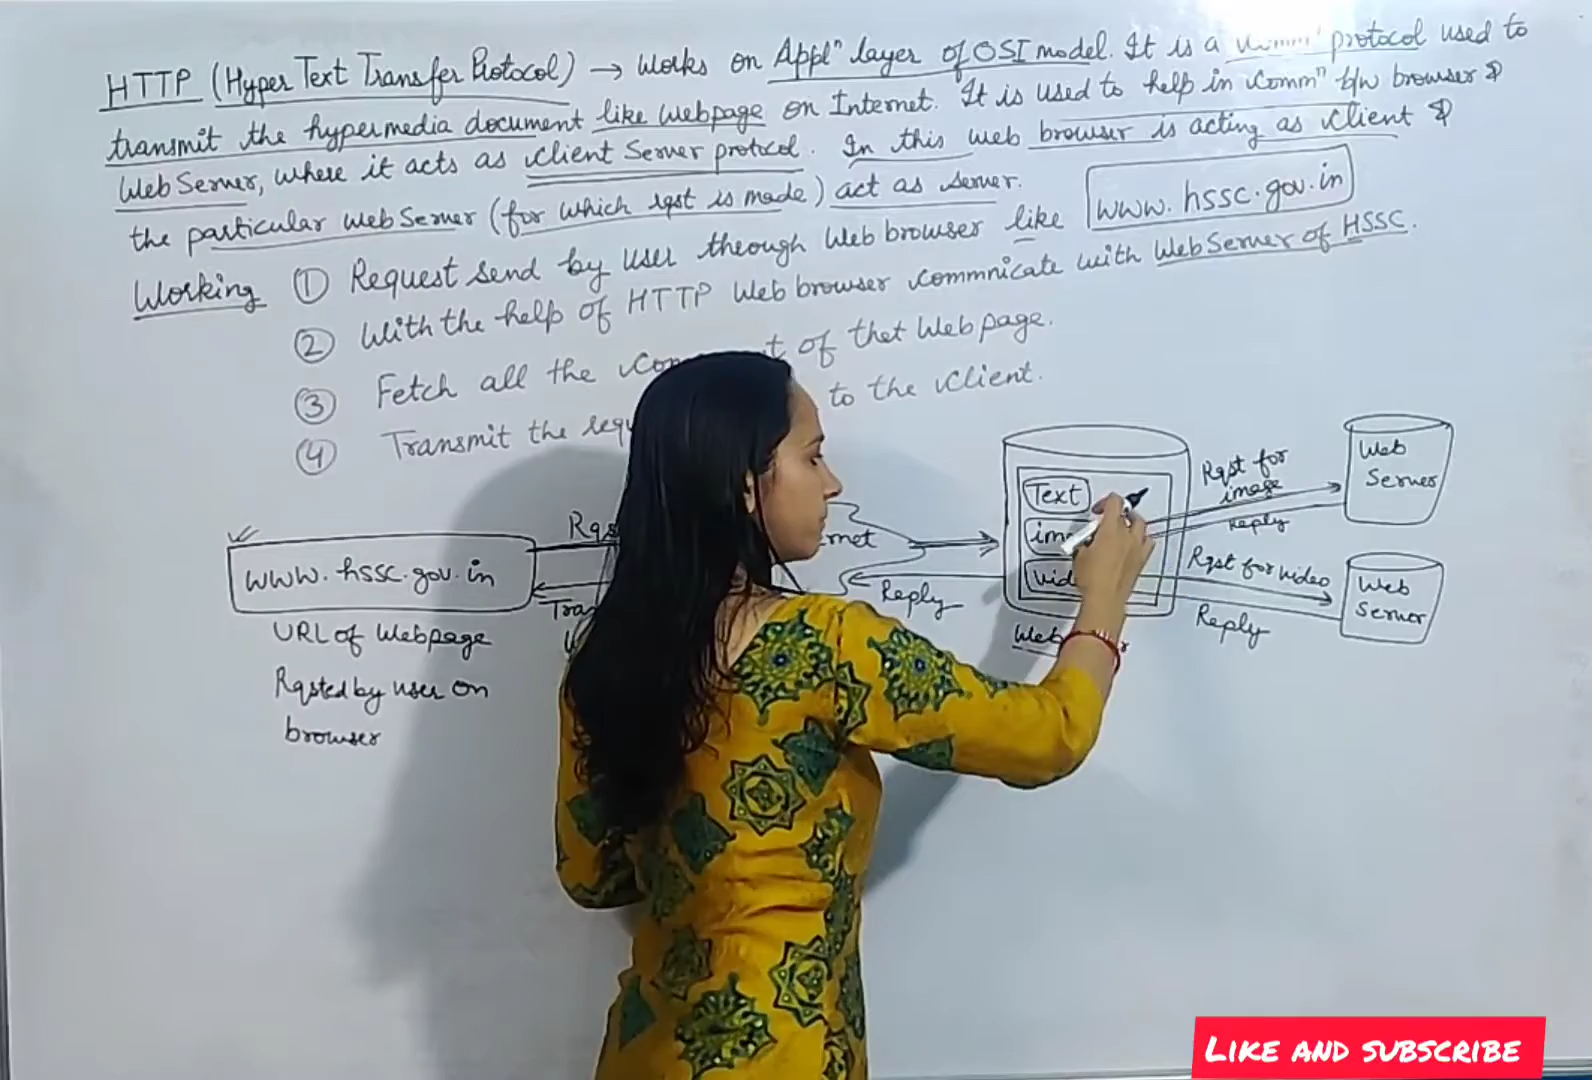 HTTP (Hyper Text Transfer Protocol) → Works on Applⁿ layer of OSI model. It is a protocol used to
transmit the hypermedia document like webpage on Internet. It is used to help in commⁿ b/w browser &
Web Server, where it acts as client server protocol. In this web browser is acting as client &
the particular web server (for which rqst is made) act as server.
Working ① Request send by user theough Web browser like www.hssc.gov.in
② With the help of HTTP Web browser commnicate with Web Server of HSSC.
③ Fetch all the of thet Web page.
④ Transmit the to the client.
www.hssc.gov.in
URL of Webpage
Rqsted by user on
browser
Reply
Text
Web
Rqst for
image
Reply
Rqst for video
Reply
Web
Server
Web
Server
LIKE AND SUBSCRIBE